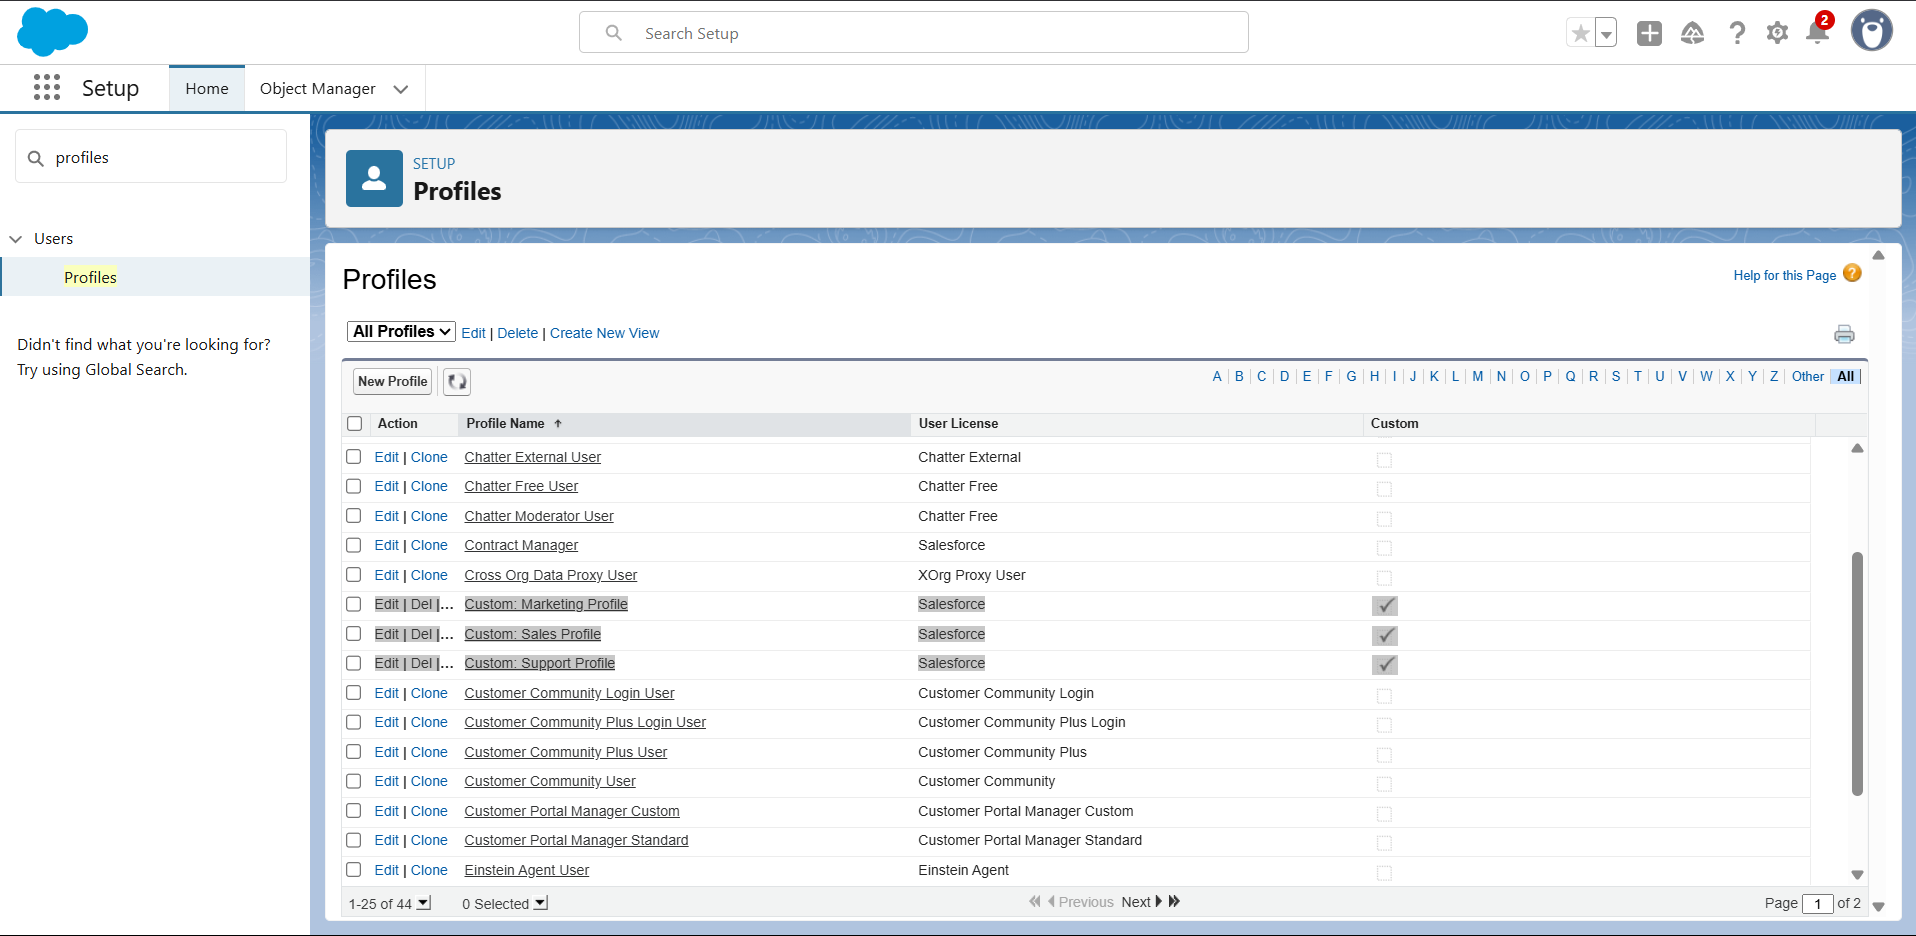 Search Setup
2
Setup
Home
Object Manager
profiles
Users
Profiles
Didn't find what you're looking for?
Try using Global Search.
SETUP
Profiles
Profiles
Help for this Page ?
All Profiles Edit | Delete | Create New View
New Profile
A | B | C | D | E | F | G | H | I | J | K | L | M | N | O | P | Q | R | S | T | U | V | W | X | Y | Z | Other | All |
Action Profile Name User License Custom
Edit | Clone Chatter External User Chatter External
Edit | Clone Chatter Free User Chatter Free
Edit | Clone Chatter Moderator User Chatter Free
Edit | Clone Contract Manager Salesforce
Edit | Clone Cross Org Data Proxy User XOrg Proxy User
Edit | Del |... Custom: Marketing Profile Salesforce
Edit | Del |... Custom: Sales Profile Salesforce
Edit | Del |... Custom: Support Profile Salesforce
Edit | Clone Customer Community Login User Customer Community Login
Edit | Clone Customer Community Plus Login User Customer Community Plus Login
Edit | Clone Customer Community Plus User Customer Community Plus
Edit | Clone Customer Community User Customer Community
Edit | Clone Customer Portal Manager Custom Customer Portal Manager Custom
Edit | Clone Customer Portal Manager Standard Customer Portal Manager Standard
Edit | Clone Einstein Agent User Einstein Agent
1-25 of 44 0 Selected Previous Next Page 1 of 2